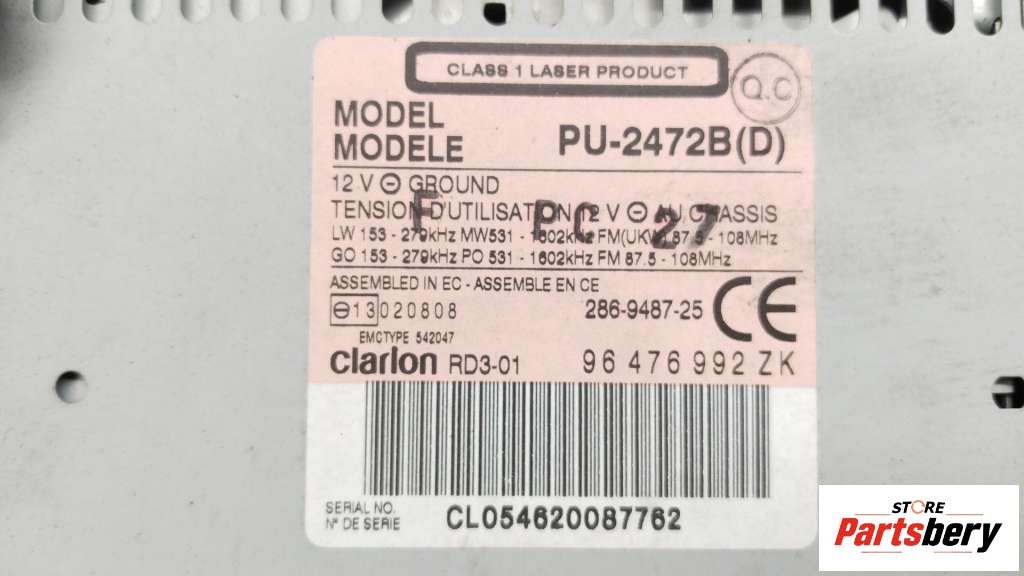 CLASS 1 LASER PRODUCT
Q.C
MODEL
MODELE PU-2472B(D)
12 V ⊖ GROUND
F PC 27
TENSION D'UTILISATION 12 V ⊖ AU CHASSIS
LW 153 - 279kHz MW531 - 1602kHz FM(UKW) 87.5 - 108MHz
GO 153 - 279kHz PO 531 - 1602kHz FM 87.5 - 108MHz
ASSEMBLED IN EC - ASSEMBLE EN CE
⊖13 020808 286-9487-25 CE
EMCTYPE 542047
clarion RD3-01 96 476 992 ZK
SERIAL NO.
N° DE SERIE CL054620087762
STORE
Partsbery